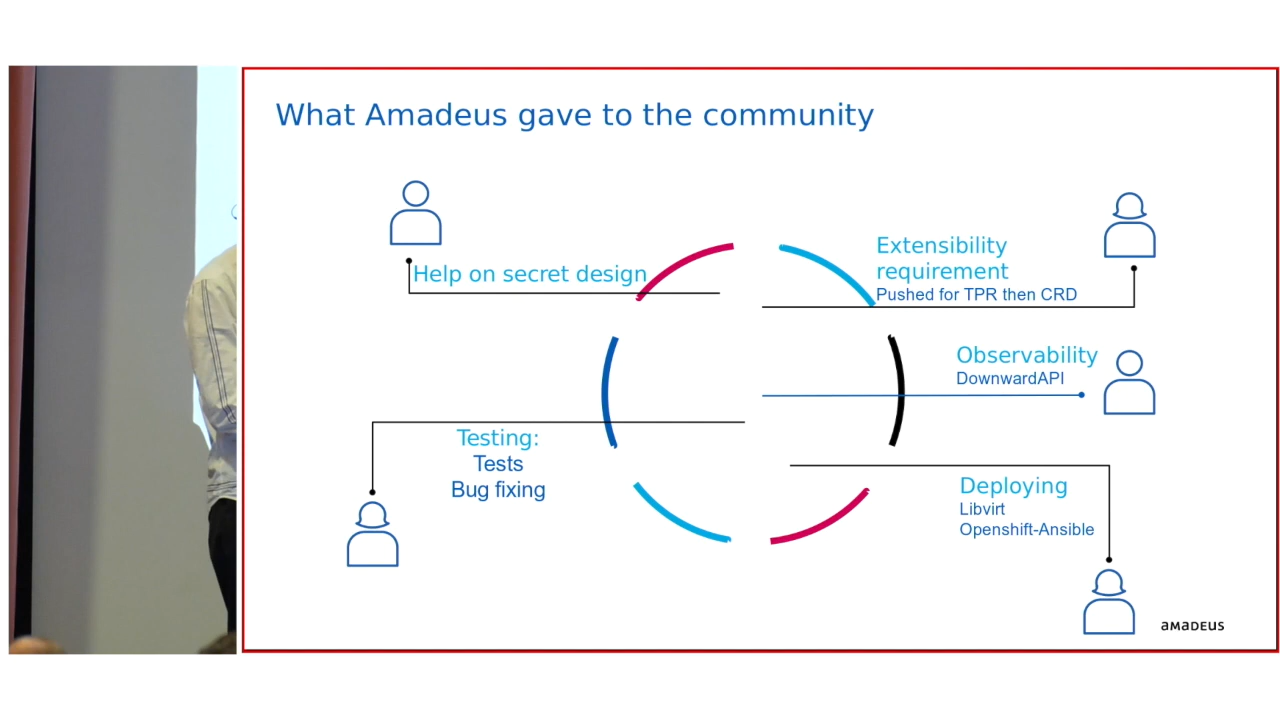 What Amadeus gave to the community
Help on secret design
Extensibility
requirement
Pushed for TPR then CRD
Observability
DownwardAPI
Testing:
Tests
Bug fixing
Deploying
Libvirt
Openshift-Ansible
amadeus